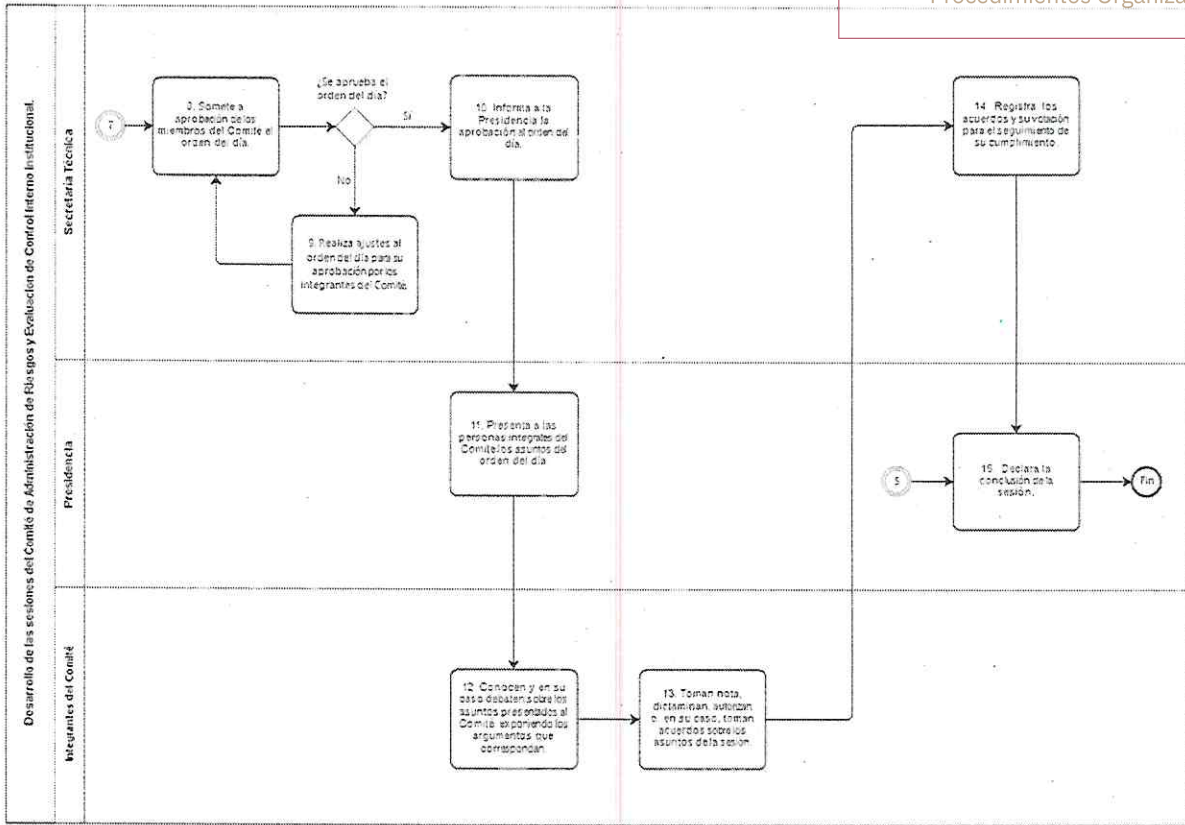 Procedimientos Organiza
Desarrollo de las sesiones del Comité de Administración de Riesgos y Evaluación de Control Interno Institucional.
Secretaría Técnica
7
8. Somete a
aprobación de los
miembros del Comité el
orden del día.
¿Se aprueba el
orden del día?
Sí
No
9. Realiza ajustes al
orden del día para su
aprobación por los
integrantes del Comité.
10. Informa a la
Presidencia la
aprobación al orden del
día.
14. Registra los
acuerdos y su votación
para el seguimiento de
su cumplimiento.
Presidencia
11. Presenta a las
personas integrates del
Comité los asuntos del
orden del día
5
15. Declara la
conclusión de la
sesión.
Fin
Integrantes del Comité
12. Conocen y en su
caso debaten sobre los
asuntos presentados al
Comité, exponiendo los
argumentos que
correspondan.
13. Toman nota,
dictaminan, autorizan
o, en su caso, toman
acuerdos sobre los
asuntos de la sesión.